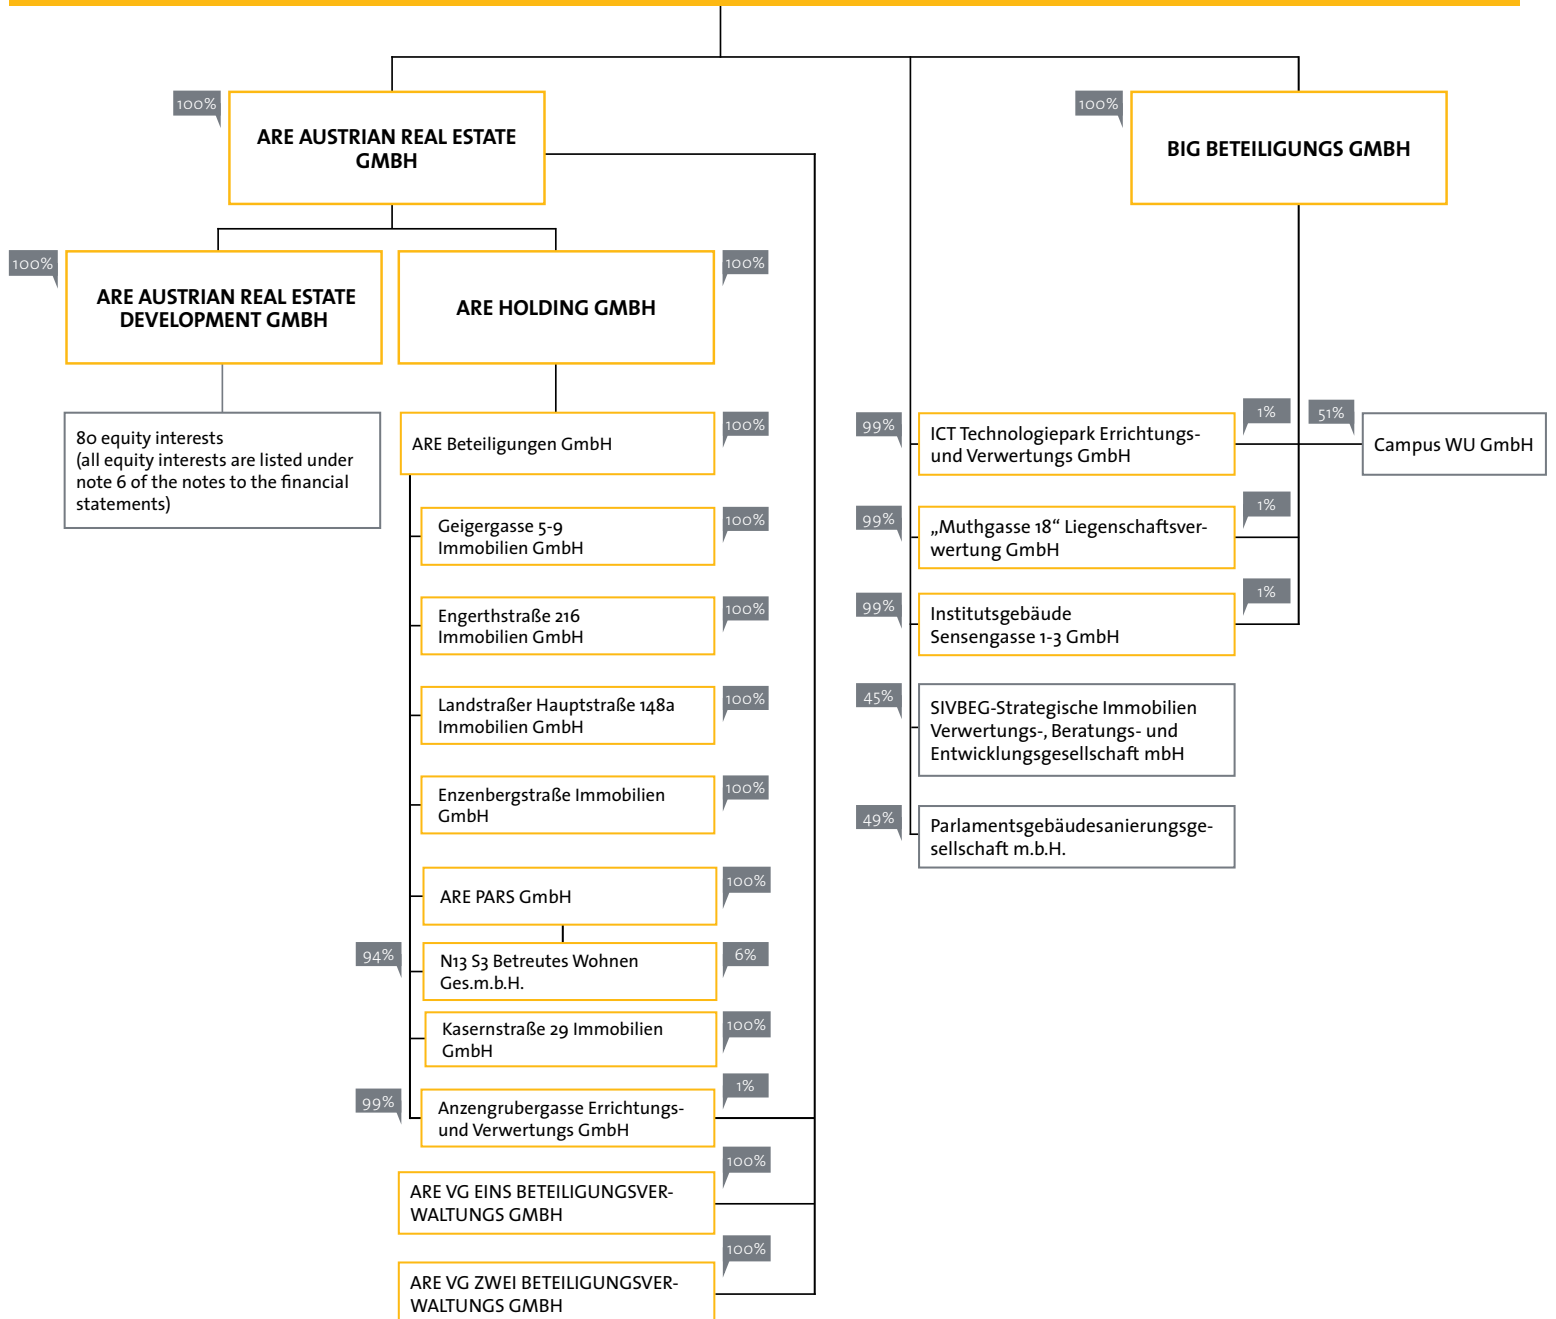 100%
ARE AUSTRIAN REAL ESTATE
GMBH
100%
BIG BETEILIGUNGS GMBH
100%
ARE AUSTRIAN REAL ESTATE
DEVELOPMENT GMBH
100%
ARE HOLDING GMBH
80 equity interests
(all equity interests are listed under
note 6 of the notes to the financial
statements)
100%
ARE Beteiligungen GmbH
100%
Geigergasse 5-9
Immobilien GmbH
100%
Engerthstraße 216
Immobilien GmbH
100%
Landstraßer Hauptstraße 148a
Immobilien GmbH
100%
Enzenbergstraße Immobilien
GmbH
100%
ARE PARS GmbH
94%
N13 S3 Betreutes Wohnen
Ges.m.b.H.
6%
100%
Kasernstraße 29 Immobilien
GmbH
99%
Anzengrubergasse Errichtungs-
und Verwertungs GmbH
1%
100%
ARE VG EINS BETEILIGUNGSVER-
WALTUNGS GMBH
100%
ARE VG ZWEI BETEILIGUNGSVER-
WALTUNGS GMBH
99%
ICT Technologiepark Errichtungs-
und Verwertungs GmbH
1%
51%
Campus WU GmbH
99%
„Muthgasse 18“ Liegenschaftsver-
wertung GmbH
1%
99%
Institutsgebäude
Sensengasse 1-3 GmbH
1%
45%
SIVBEG-Strategische Immobilien
Verwertungs-, Beratungs- und
Entwicklungsgesellschaft mbH
49%
Parlamentsgebäudesanierungsge-
sellschaft m.b.H.